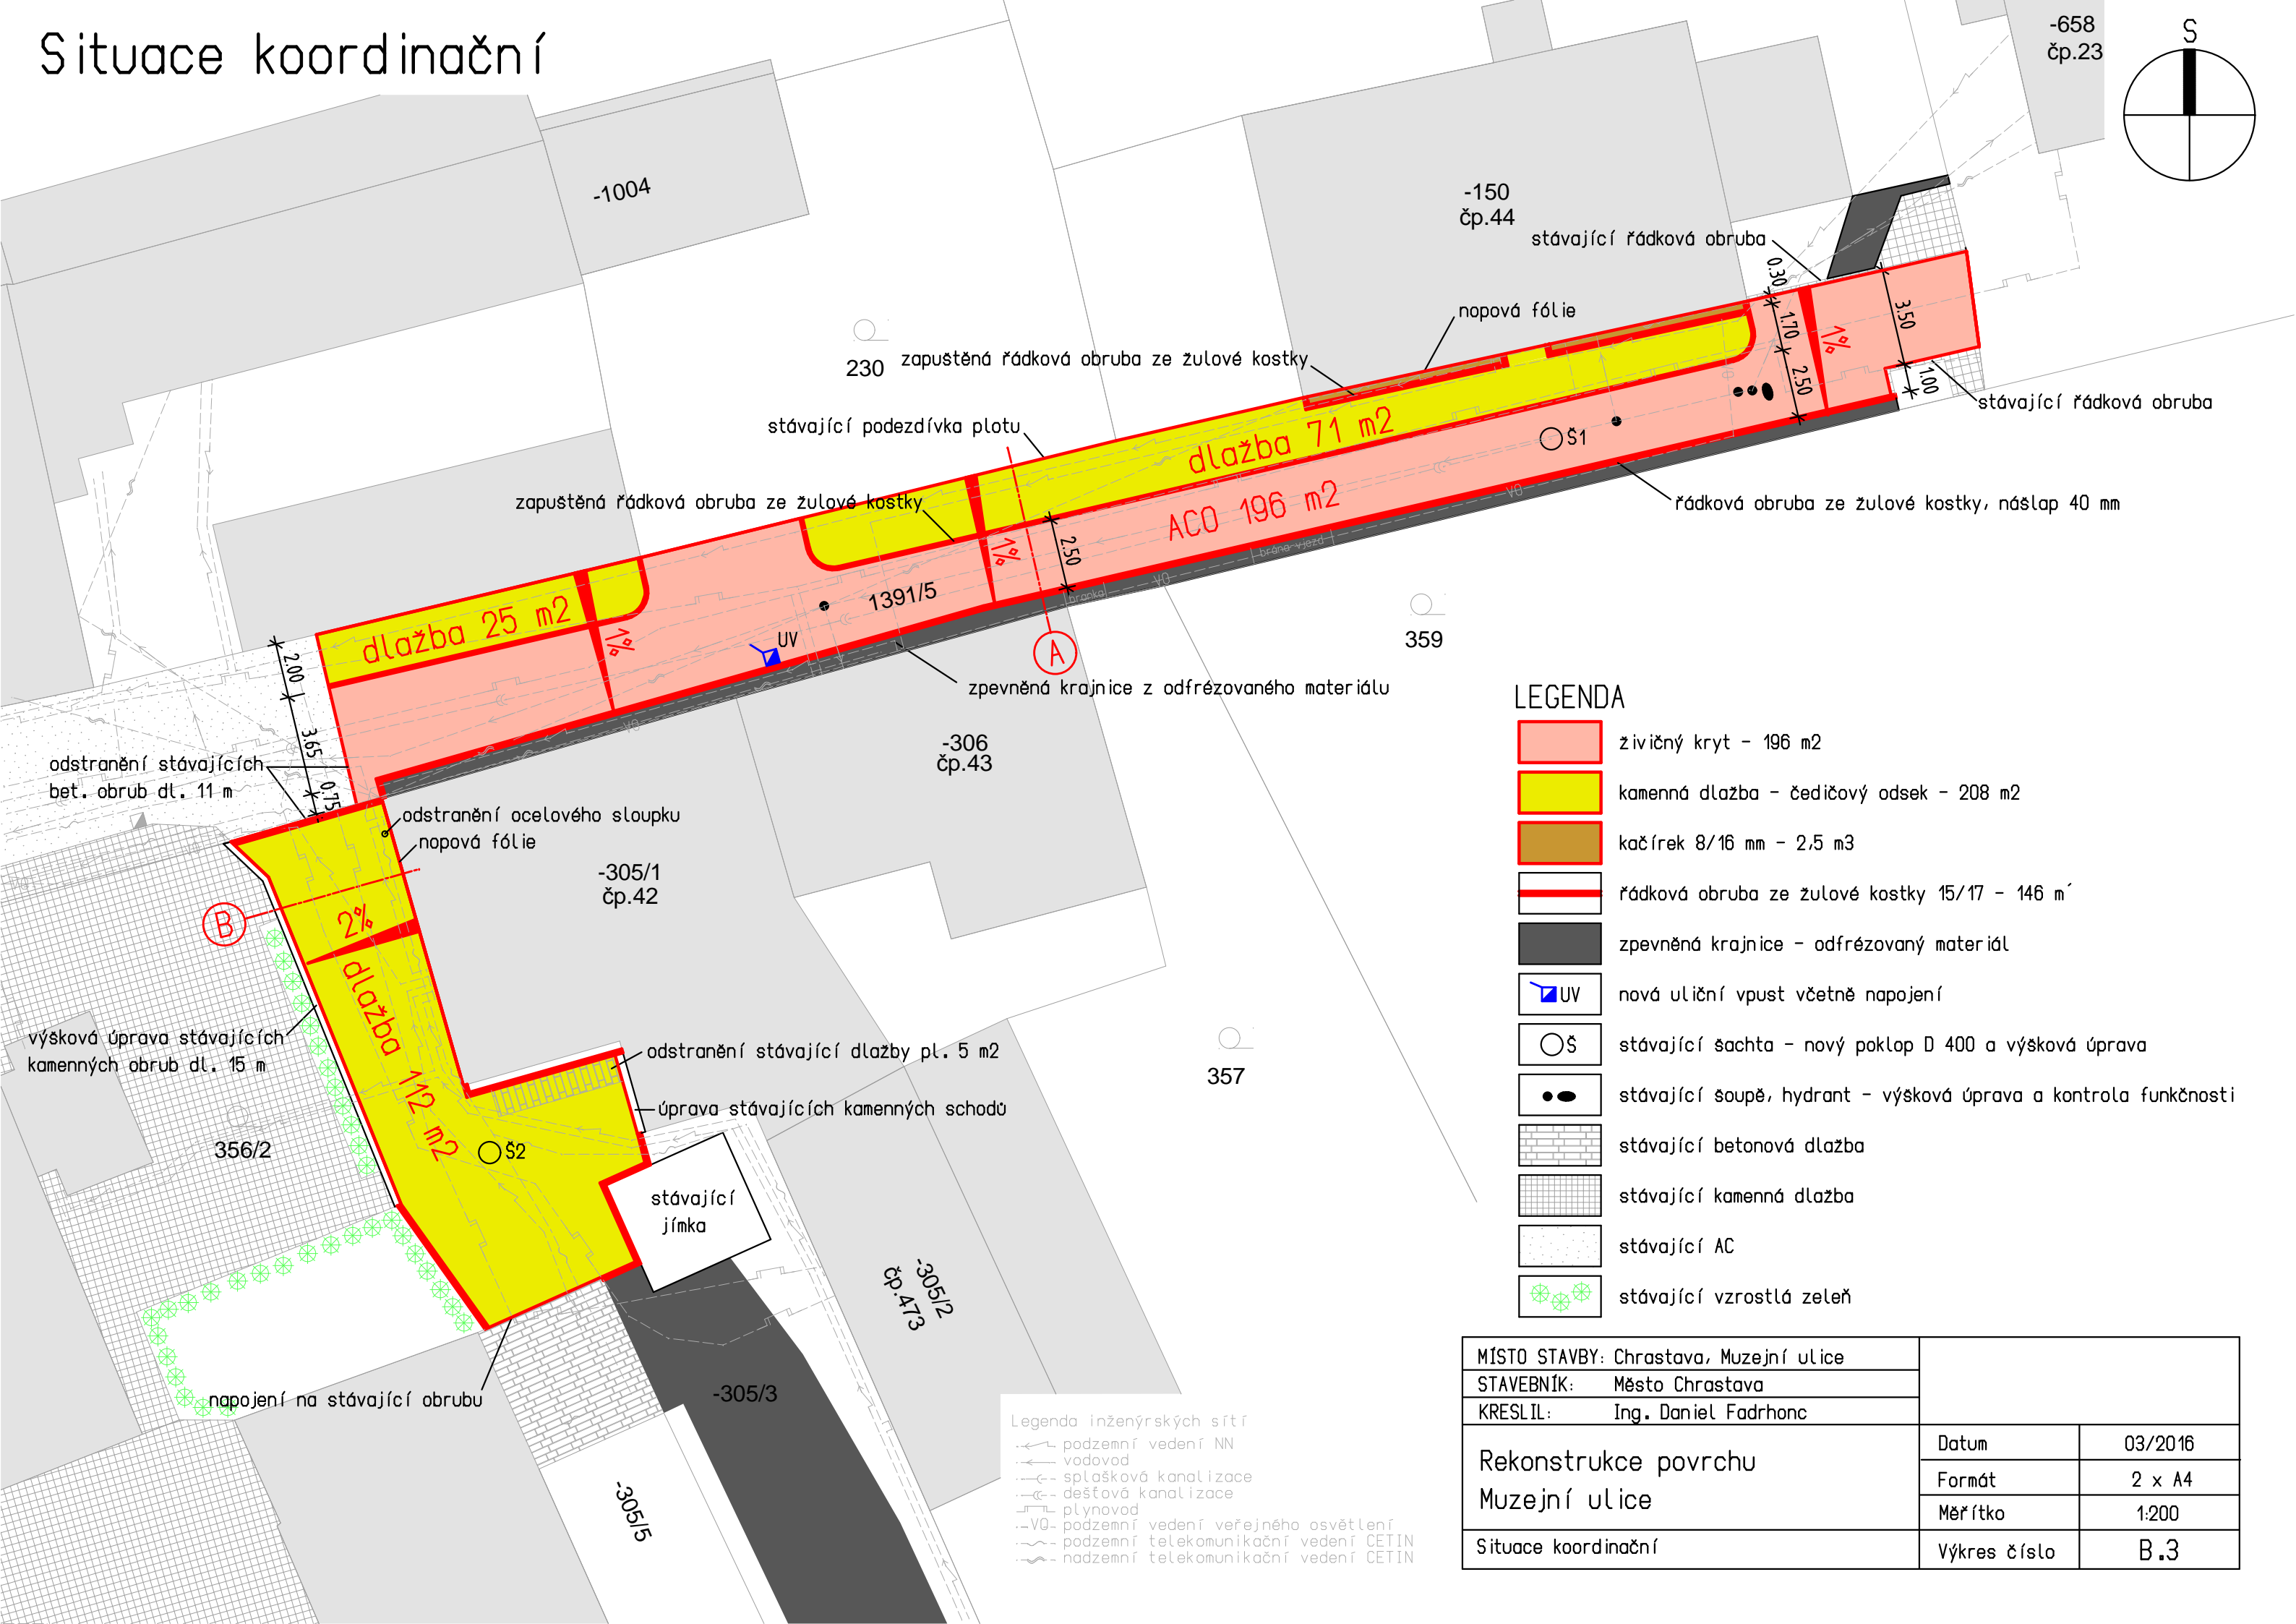 Situace koordinační
-658
čp.23
S
-1004
-150
čp.44
stávající řádková obruba
0.30
1.70
2.50
1%
3.50
1.00
nopová fólie
230
zapuštěná řádková obruba ze žulové kostky
stávající řádková obruba
stávající podezdívka plotu
dlažba 71 m2
Š1
zapuštěná řádková obruba ze žulové kostky
ACO 196 m2
VO
řádková obruba ze žulové kostky, nášlap 40 mm
1%
2.50
brána vjezd
VO
branka
1391/5
359
dlažba 25 m2
1%
UV
A
2.00
3.65
0.75
zpevněná krajnice z odfrézovaného materiálu
VO
-306
čp.43
odstranění stávajících
bet. obrub dl. 11 m
odstranění ocelového sloupku
nopová fólie
-305/1
čp.42
B
2%
dlažba 112 m2
výšková úprava stávajících
kamenných obrub dl. 15 m
odstranění stávající dlažby pl. 5 m2
357
úprava stávajících kamenných schodů
356/2
Š2
stávající
jímka
-305/2
čp.473
napojení na stávající obrubu
-305/3
-305/5
LEGENDA
živičný kryt - 196 m2
kamenná dlažba - čedičový odsek - 208 m2
kačírek 8/16 mm - 2,5 m3
řádková obruba ze žulové kostky 15/17 - 146 m´
zpevněná krajnice - odfrézovaný materiál
UV nová uliční vpust včetně napojení
Š stávající šachta - nový poklop D 400 a výšková úprava
stávající šoupě, hydrant - výšková úprava a kontrola funkčnosti
stávající betonová dlažba
stávající kamenná dlažba
stávající AC
stávající vzrostlá zeleň
Legenda inženýrských sítí
podzemní vedení NN
vodovod
splašková kanalizace
dešťová kanalizace
plynovod
VO podzemní vedení veřejného osvětlení
podzemní telekomunikační vedení CETIN
nadzemní telekomunikační vedení CETIN
MÍSTO STAVBY: Chrastava, Muzejní ulice
STAVEBNÍK: Město Chrastava
KRESLIL: Ing. Daniel Fadrhonc
Rekonstrukce povrchu
Muzejní ulice
Situace koordinační
Datum 03/2016
Formát 2 x A4
Měřítko 1:200
Výkres číslo B.3